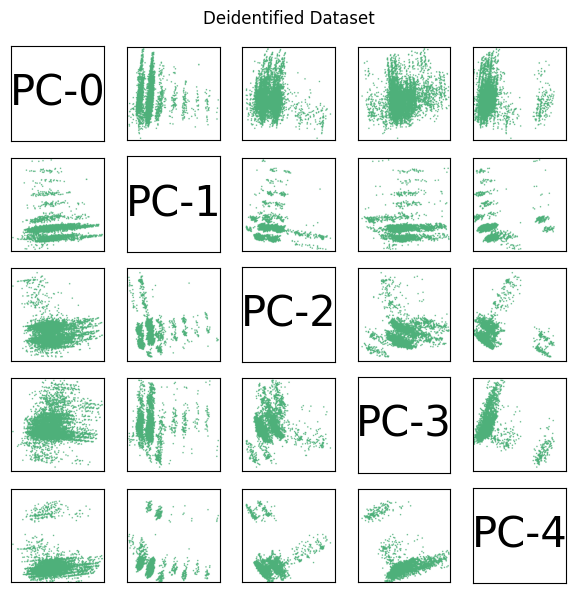 Deidentified Dataset
PC-0
PC-1
PC-2
PC-3
PC-4